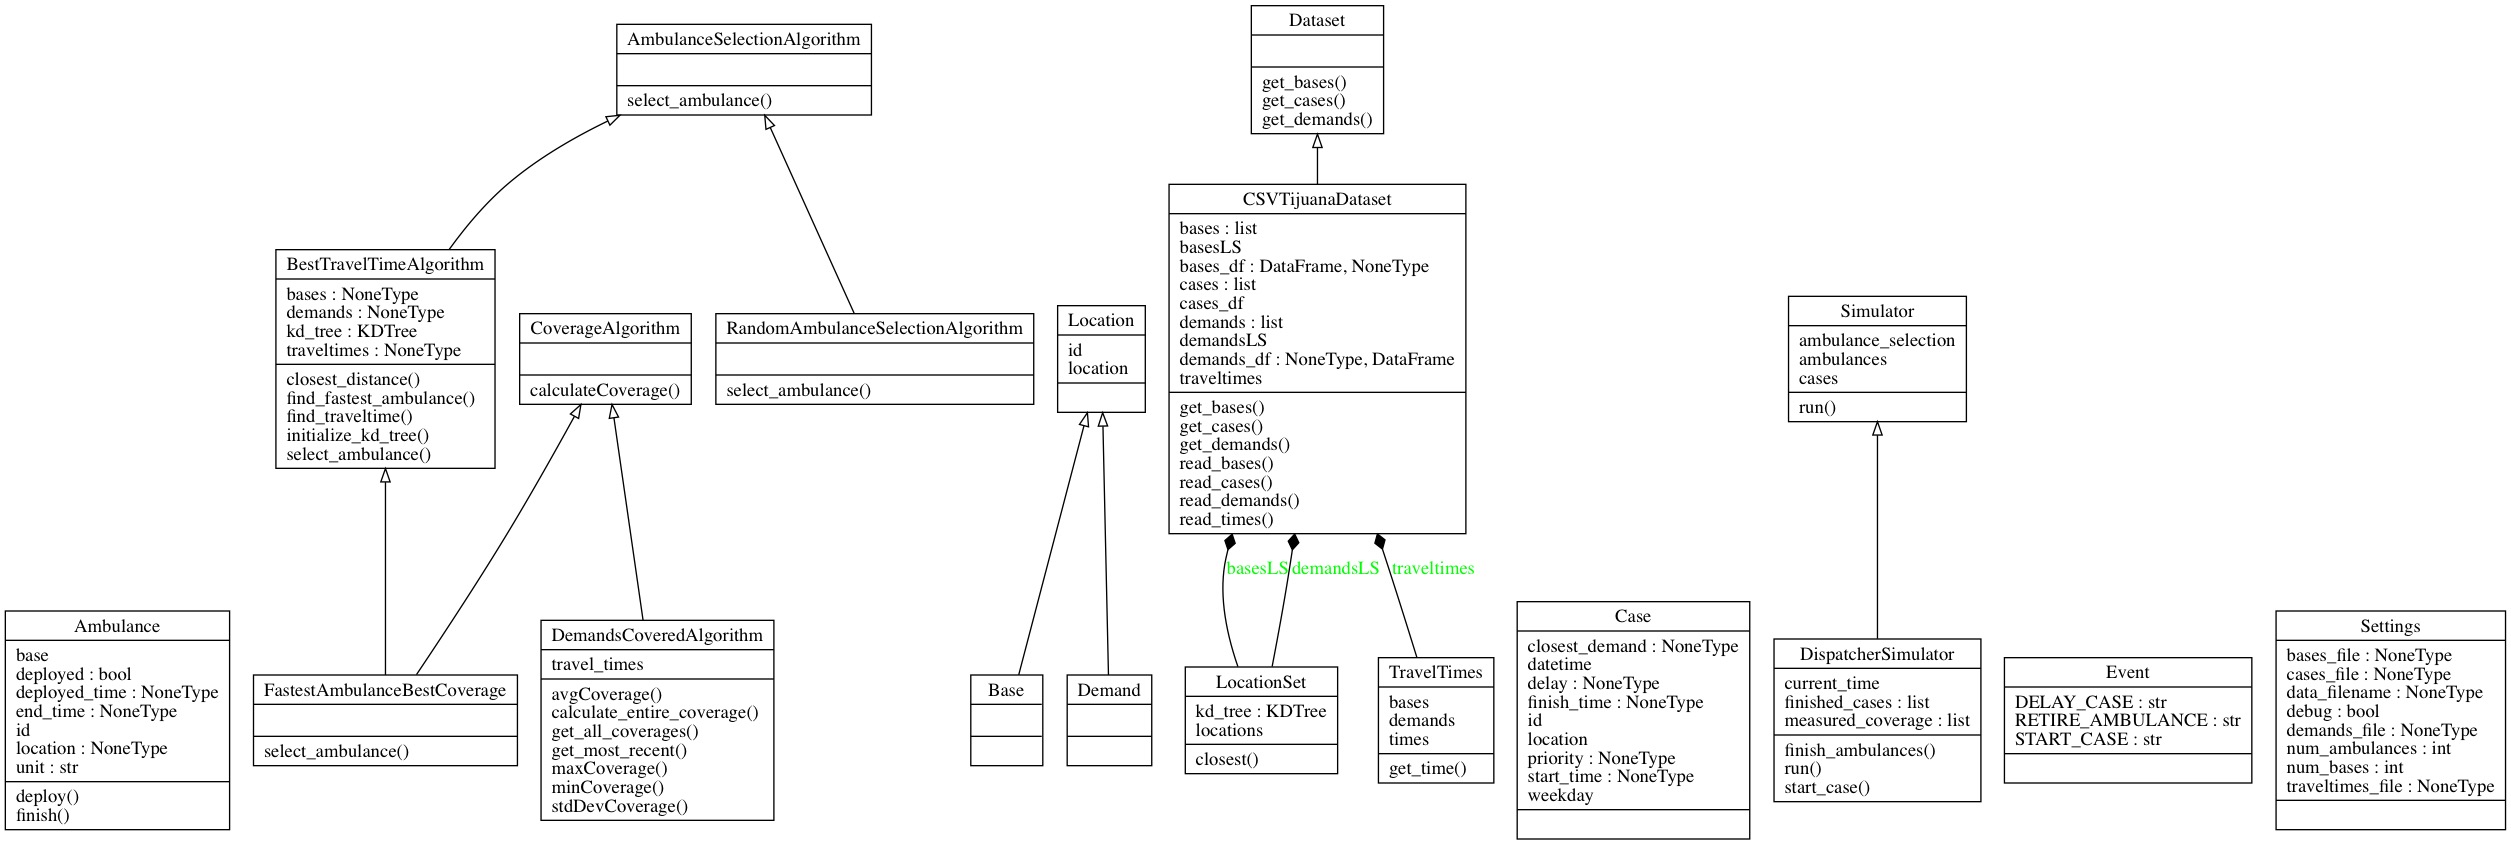 AmbulanceSelectionAlgorithm
select_ambulance()
Dataset
get_bases()
get_cases()
get_demands()
BestTravelTimeAlgorithm
bases : NoneType
demands : NoneType
kd_tree : KDTree
traveltimes : NoneType
closest_distance()
find_fastest_ambulance()
find_traveltime()
initialize_kd_tree()
select_ambulance()
CoverageAlgorithm
calculateCoverage()
RandomAmbulanceSelectionAlgorithm
select_ambulance()
Location
id
location
CSVTijuanaDataset
bases : list
basesLS
bases_df : DataFrame, NoneType
cases : list
cases_df
demands : list
demandsLS
demands_df : NoneType, DataFrame
traveltimes
get_bases()
get_cases()
get_demands()
read_bases()
read_cases()
read_demands()
read_times()
Simulator
ambulance_selection
ambulances
cases
run()
basesLS
demandsLS
traveltimes
Ambulance
base
deployed : bool
deployed_time : NoneType
end_time : NoneType
id
location : NoneType
unit : str
deploy()
finish()
FastestAmbulanceBestCoverage
select_ambulance()
DemandsCoveredAlgorithm
travel_times
avgCoverage()
calculate_entire_coverage()
get_all_coverages()
get_most_recent()
maxCoverage()
minCoverage()
stdDevCoverage()
Base
Demand
LocationSet
kd_tree : KDTree
locations
closest()
TravelTimes
bases
demands
times
get_time()
Case
closest_demand : NoneType
datetime
delay : NoneType
finish_time : NoneType
id
location
priority : NoneType
start_time : NoneType
weekday
DispatcherSimulator
current_time
finished_cases : list
measured_coverage : list
finish_ambulances()
run()
start_case()
Event
DELAY_CASE : str
RETIRE_AMBULANCE : str
START_CASE : str
Settings
bases_file : NoneType
cases_file : NoneType
data_filename : NoneType
debug : bool
demands_file : NoneType
num_ambulances : int
num_bases : int
traveltimes_file : NoneType